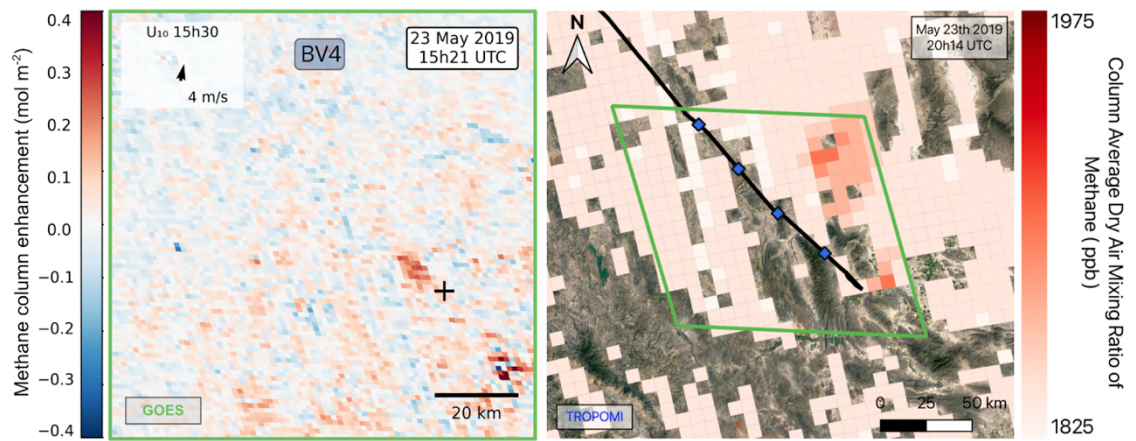 Methane column enhancement (mol m⁻²)
0.4
0.3
0.2
0.1
0.0
−0.1
−0.2
−0.3
−0.4
U₁₀ 15h30
4 m/s
BV4
23 May 2019
15h21 UTC
GOES
20 km
N
May 23th 2019
20h14 UTC
TROPOMI
0 25 50 km
1975
1825
Column Average Dry Air Mixing Ratio of
Methane (ppb)